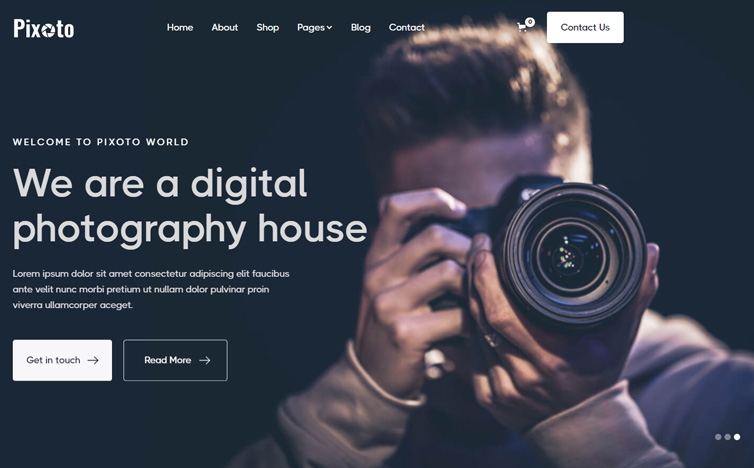 Pixoto
Home About Shop Pages Blog Contact
0
Contact Us
WELCOME TO PIXOTO WORLD
We are a digital
photography house
Lorem ipsum dolor sit amet consectetur adipiscing elit faucibus
ante velit nunc morbi pretium ut nullam dolor pulvinar proin
viverra ullamcorper aceget.
Get in touch
Read More